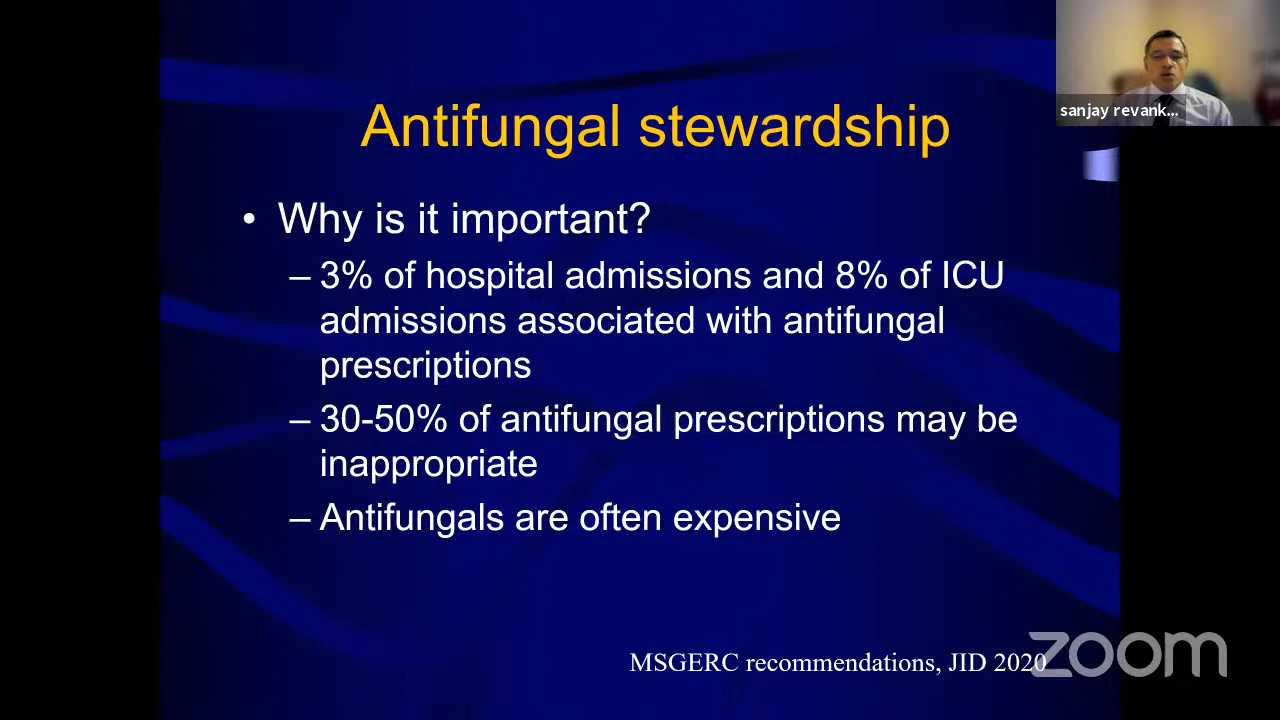 Antifungal stewardship
• Why is it important?
– 3% of hospital admissions and 8% of ICU
admissions associated with antifungal
prescriptions
– 30-50% of antifungal prescriptions may be
inappropriate
– Antifungals are often expensive
MSGERC recommendations, JID 2020
sanjay revank...
zoom